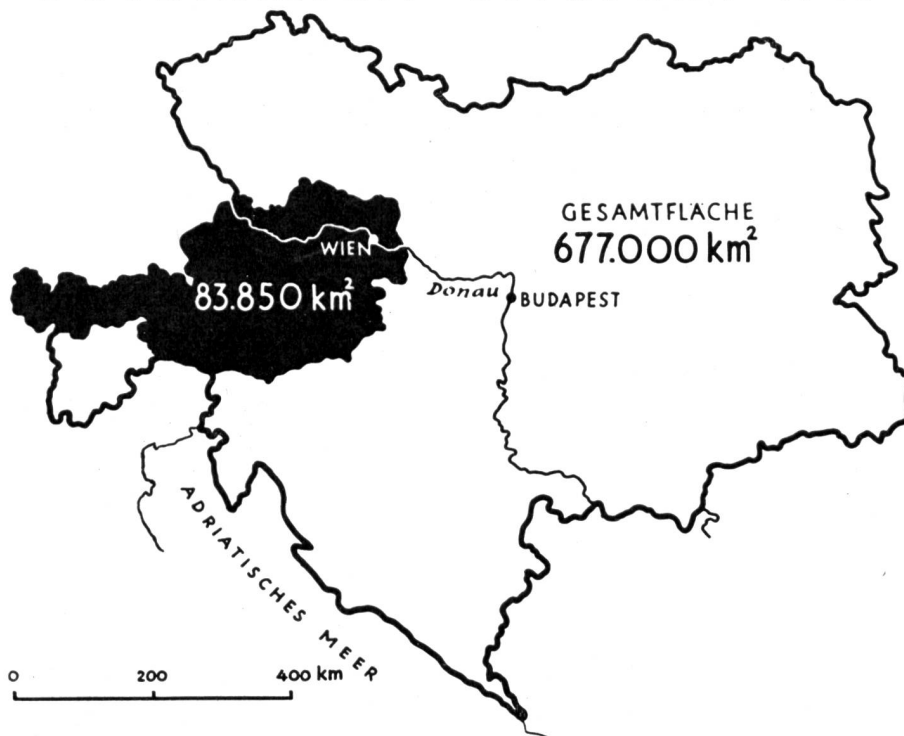 GESAMTFLÄCHE
677.000 km²
WIEN
83.850 km²
Donau
BUDAPEST
ADRIATISCHES MEER
0 200 400 km